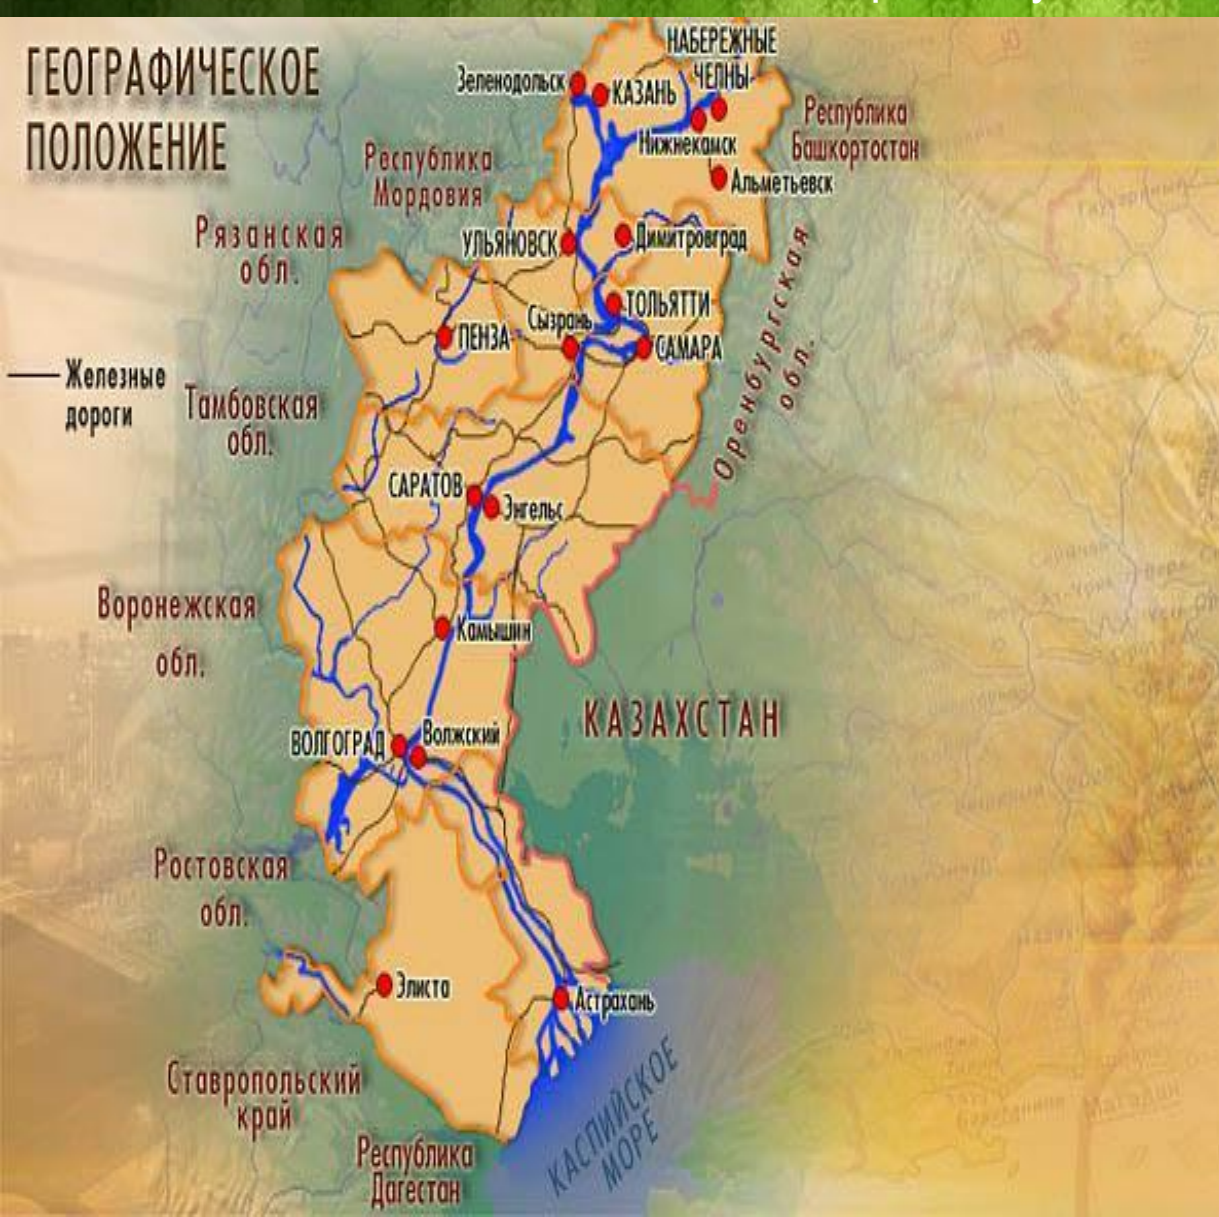 ГЕОГРАФИЧЕСКОЕ
ПОЛОЖЕНИЕ
НАБЕРЕЖНЫЕ
ЧЕЛНЫ
Зеленодольск
КАЗАНЬ
Нижнекамск
Республика
Башкортостан
Альметьевск
Республика
Мордовия
Рязанская
обл.
УЛЬЯНОВСК
Димитровград
Оренбургская
обл.
ТОЛЬЯТТИ
Сызрань
ПЕНЗА
САМАРА
Железные
дороги
Тамбовская
обл.
САРАТОВ
Энгельс
Воронежская
обл.
Камышин
КАЗАХСТАН
ВОЛГОГРАД
Волжский
Ростовская
обл.
Элиста
Астрахань
Ставропольский
край
КАСПИЙСКОЕ
МОРЕ
Республика
Дагестан
Магадан